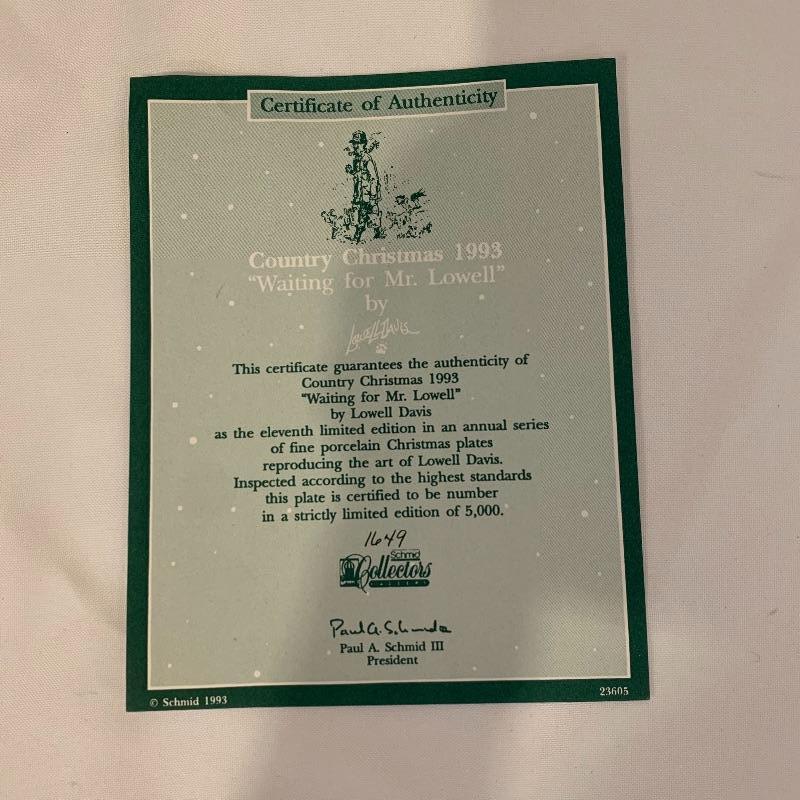 Certificate of Authenticity
Country Christmas 1993
"Waiting for Mr. Lowell"
by
Lowell Davis
This certificate guarantees the authenticity of
Country Christmas 1993
"Waiting for Mr. Lowell"
by Lowell Davis
as the eleventh limited edition in an annual series
of fine porcelain Christmas plates
reproducing the art of Lowell Davis.
Inspected according to the highest standards
this plate is certified to be number
in a strictly limited edition of 5,000.
1649
Schmid
Collectors
Paul A. Schmid
Paul A. Schmid III
President
© Schmid 1993
23605